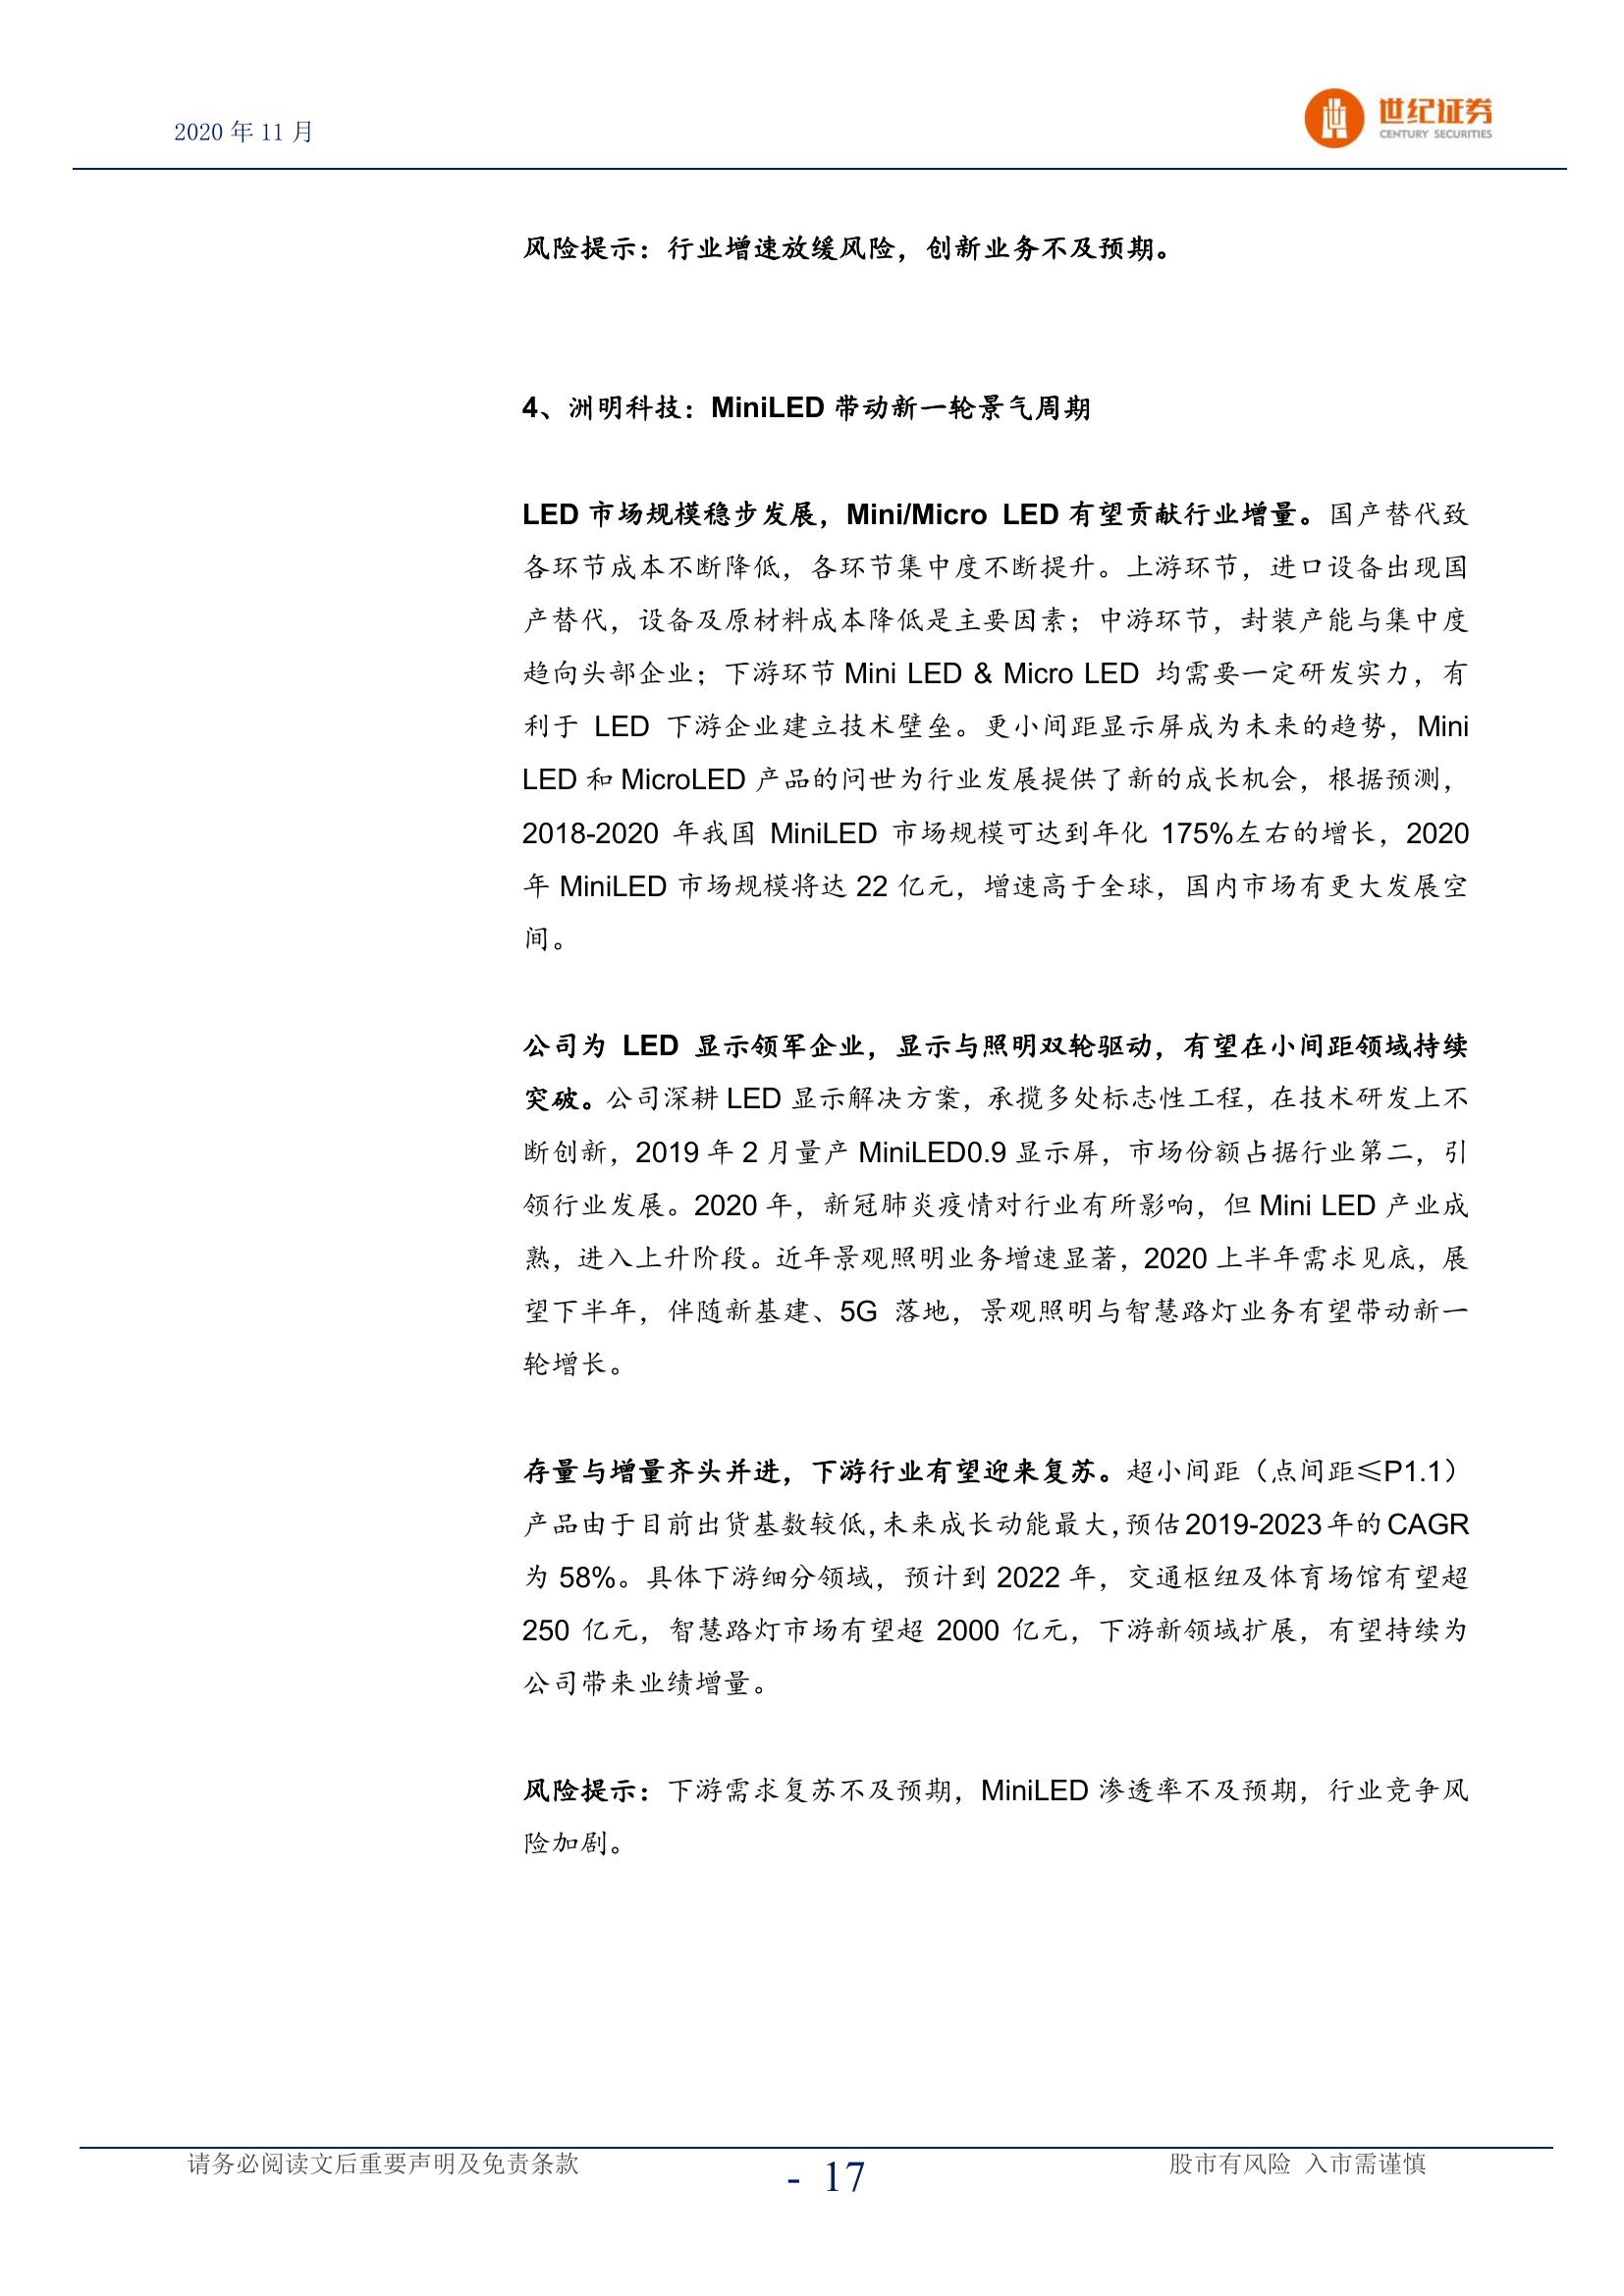 2020 年 11 月
世纪证券
CENTURY SECURITIES
风险提示：行业增速放缓风险，创新业务不及预期。
4、洲明科技：MiniLED 带动新一轮景气周期
LED 市场规模稳步发展，Mini/Micro LED 有望贡献行业增量。国产替代致
各环节成本不断降低，各环节集中度不断提升。上游环节，进口设备出现国
产替代，设备及原材料成本降低是主要因素；中游环节，封装产能与集中度
趋向头部企业；下游环节 Mini LED & Micro LED 均需要一定研发实力，有
利于 LED 下游企业建立技术壁垒。更小间距显示屏成为未来的趋势，Mini
LED 和 MicroLED 产品的问世为行业发展提供了新的成长机会，根据预测，
2018-2020 年我国 MiniLED 市场规模可达到年化 175%左右的增长，2020
年 MiniLED 市场规模将达 22 亿元，增速高于全球，国内市场有更大发展空
间。
公司为 LED 显示领军企业，显示与照明双轮驱动，有望在小间距领域持续
突破。公司深耕 LED 显示解决方案，承揽多处标志性工程，在技术研发上不
断创新，2019 年 2 月量产 MiniLED0.9 显示屏，市场份额占据行业第二，引
领行业发展。2020 年，新冠肺炎疫情对行业有所影响，但 Mini LED 产业成
熟，进入上升阶段。近年景观照明业务增速显著，2020 上半年需求见底，展
望下半年，伴随新基建、5G 落地，景观照明与智慧路灯业务有望带动新一
轮增长。
存量与增量齐头并进，下游行业有望迎来复苏。超小间距（点间距≤P1.1）
产品由于目前出货基数较低，未来成长动能最大，预估 2019-2023 年的 CAGR
为 58%。具体下游细分领域，预计到 2022 年，交通枢纽及体育场馆有望超
250 亿元，智慧路灯市场有望超 2000 亿元，下游新领域扩展，有望持续为
公司带来业绩增量。
风险提示：下游需求复苏不及预期，MiniLED 渗透率不及预期，行业竞争风
险加剧。
请务必阅读文后重要声明及免责条款
- 17
股市有风险 入市需谨慎